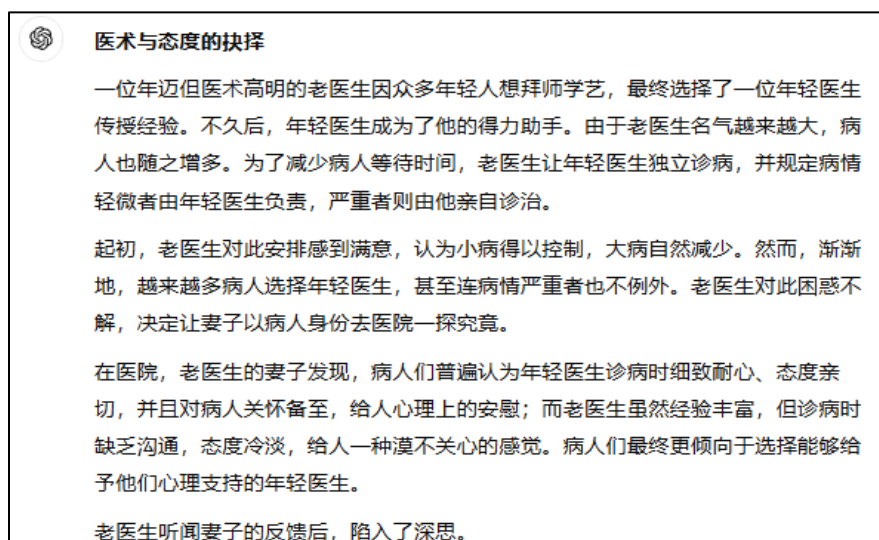 医术与态度的抉择
一位年迈但医术高明的老医生因众多年轻人想拜师学艺，最终选择了一位年轻医生
传授经验。不久后，年轻医生成为了他的得力助手。由于老医生名气越来越大，病
人也随之增多。为了减少病人等待时间，老医生让年轻医生独立诊病，并规定病情
轻微者由年轻医生负责，严重者则由他亲自诊治。
起初，老医生对此安排感到满意，认为小病得以控制，大病自然减少。然而，渐渐
地，越来越多病人选择年轻医生，甚至连病情严重者也不例外。老医生对此困惑不
解，决定让妻子以病人身份去医院一探究竟。
在医院，老医生的妻子发现，病人们普遍认为年轻医生诊病时细致耐心、态度亲
切，并且对病人关怀备至，给人心理上的安慰；而老医生虽然经验丰富，但诊病时
缺乏沟通，态度冷淡，给人一种漠不关心的感觉。病人们最终更倾向于选择能够给
予他们心理支持的年轻医生。
老医生听闻妻子的反馈后，陷入了深思。